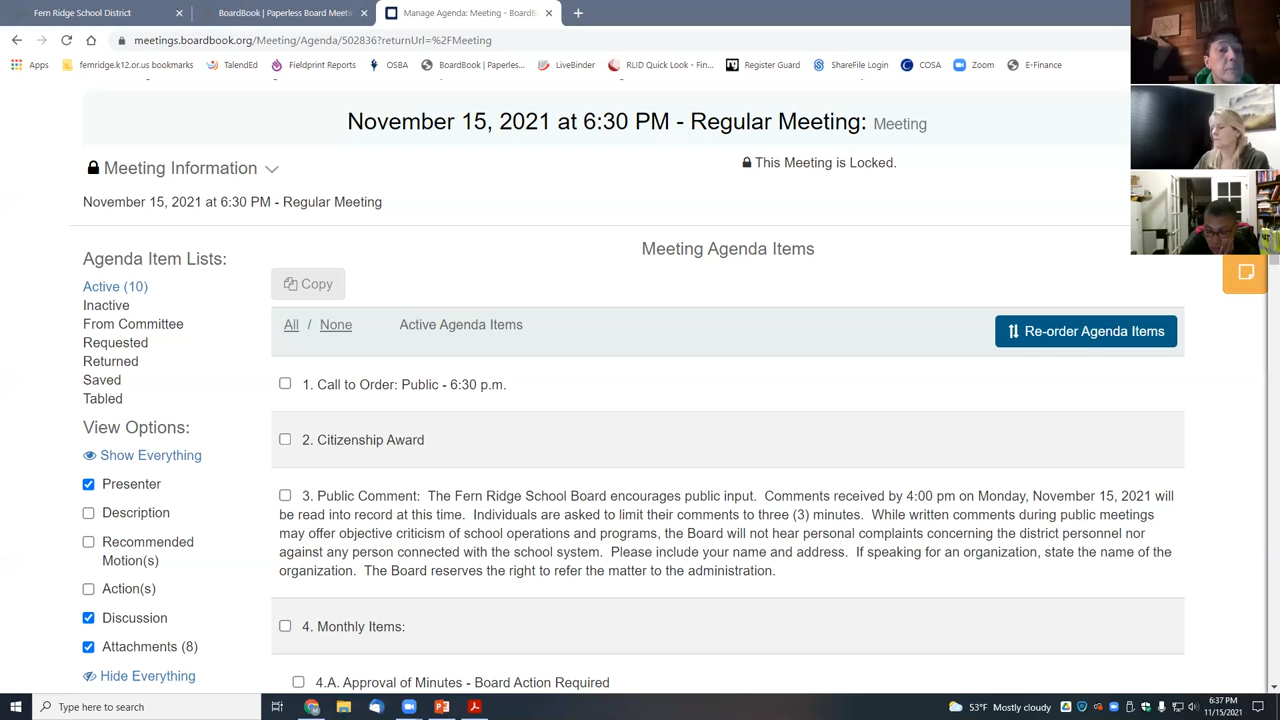 Fern Ridge School District
BoardBook | Paperless Board Meeti
Manage Agenda: Meeting - BoardB
meetings.boardbook.org/Meeting/Agenda/502836?returnUrl=%2FMeeting
Apps
fernridge.k12.or.us bookmarks
TalentEd
Fieldprint Reports
OSBA
BoardBook | Paperles...
LiveBinder
RLID Quick Look - Fin...
Register Guard
ShareFile Login
COSA
Zoom
E-Finance
November 15, 2021 at 6:30 PM - Regular Meeting: Meeting
Meeting Information
This Meeting is Locked.
November 15, 2021 at 6:30 PM - Regular Meeting
Agenda Item Lists:
Active (10)
Inactive
From Committee
Requested
Returned
Saved
Tabled
View Options:
Show Everything
Presenter
Description
Recommended
Motion(s)
Action(s)
Discussion
Attachments (8)
Hide Everything
Meeting Agenda Items
Copy
All / None
Active Agenda Items
Re-order Agenda Items
1. Call to Order: Public - 6:30 p.m.
2. Citizenship Award
3. Public Comment: The Fern Ridge School Board encourages public input. Comments received by 4:00 pm on Monday, November 15, 2021 will
be read into record at this time. Individuals are asked to limit their comments to three (3) minutes. While written comments during public meetings
may offer objective criticism of school operations and programs, the Board will not hear personal complaints concerning the district personnel nor
against any person connected with the school system. Please include your name and address. If speaking for an organization, state the name of the
organization. The Board reserves the right to refer the matter to the administration.
4. Monthly Items:
4.A. Approval of Minutes - Board Action Required
Type here to search
53°F Mostly cloudy
6:37 PM
11/15/2021